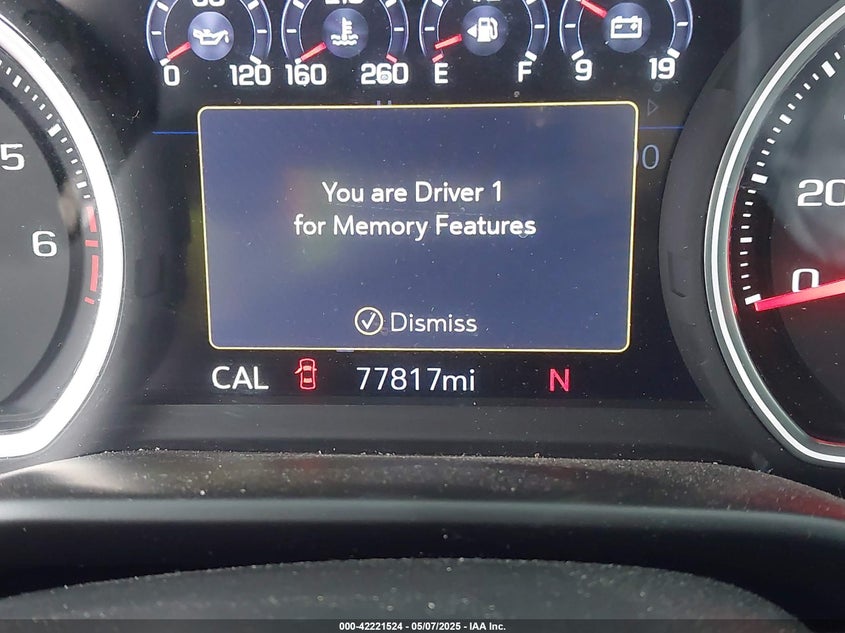 0 120 160 260 E F 9 19
You are Driver 1
for Memory Features
Dismiss
5
6
20
0
CAL 77817mi N
000-42221524 — 05/07/2025 — IAA Inc.